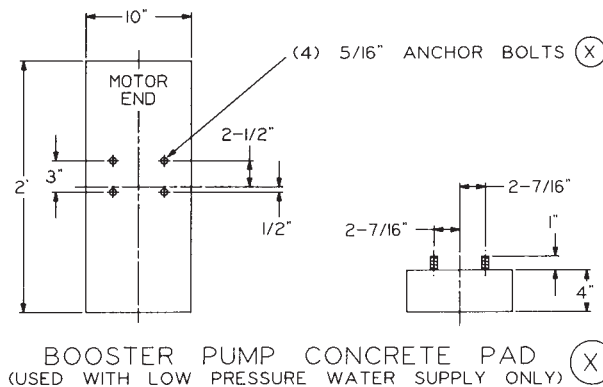 10"
(4) 5/16" ANCHOR BOLTS X
MOTOR
END
2-1/2"
2'
3"
1/2"
2-7/16"
2-7/16"
1"
4"
BOOSTER PUMP CONCRETE PAD X
(USED WITH LOW PRESSURE WATER SUPPLY ONLY)